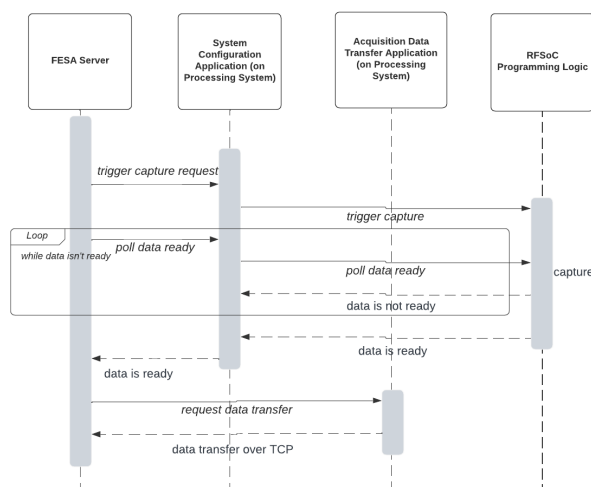 FESA Server
System
Configuration
Application (on
Processing System)
Acquisition Data
Transfer Application
(on Processing
System)
RFSoC
Programming Logic
trigger capture request
trigger capture
Loop
while data isn't ready
poll data ready
poll data ready
capture
data is not ready
data is ready
data is ready
request data transfer
data transfer over TCP